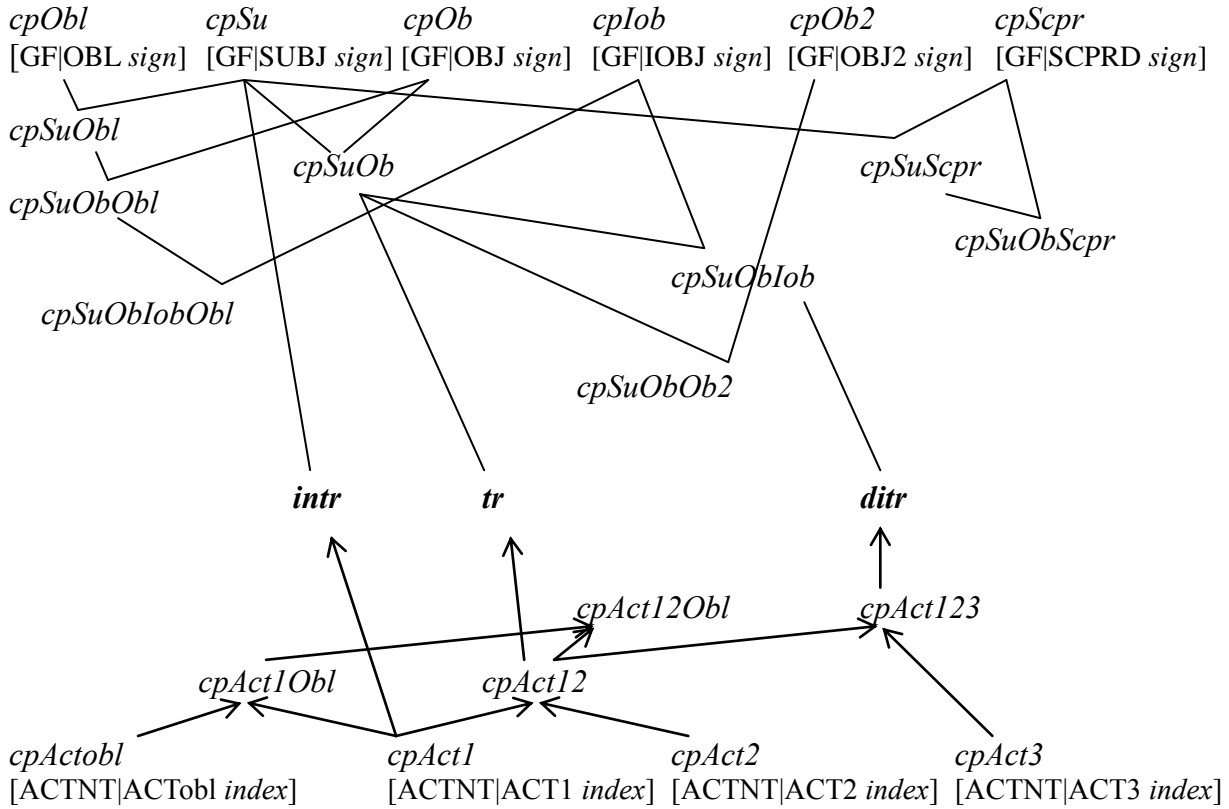 cpObl cpSu cpOb cpIob cpOb2 cpScpr
[GF|OBL sign] [GF|SUBJ sign] [GF|OBJ sign] [GF|IOBJ sign] [GF|OBJ2 sign] [GF|SCPRD sign]
cpSuObl
cpSuOb cpSuScpr
cpSuObObl
cpSuObScpr
cpSuObIob
cpSuObIobObl
cpSuObOb2
intr tr ditr
cpAct12Obl cpAct123
cpAct1Obl cpAct12
cpActobl cpAct1 cpAct2 cpAct3
[ACTNT|ACTobl index] [ACTNT|ACT1 index] [ACTNT|ACT2 index] [ACTNT|ACT3 index]